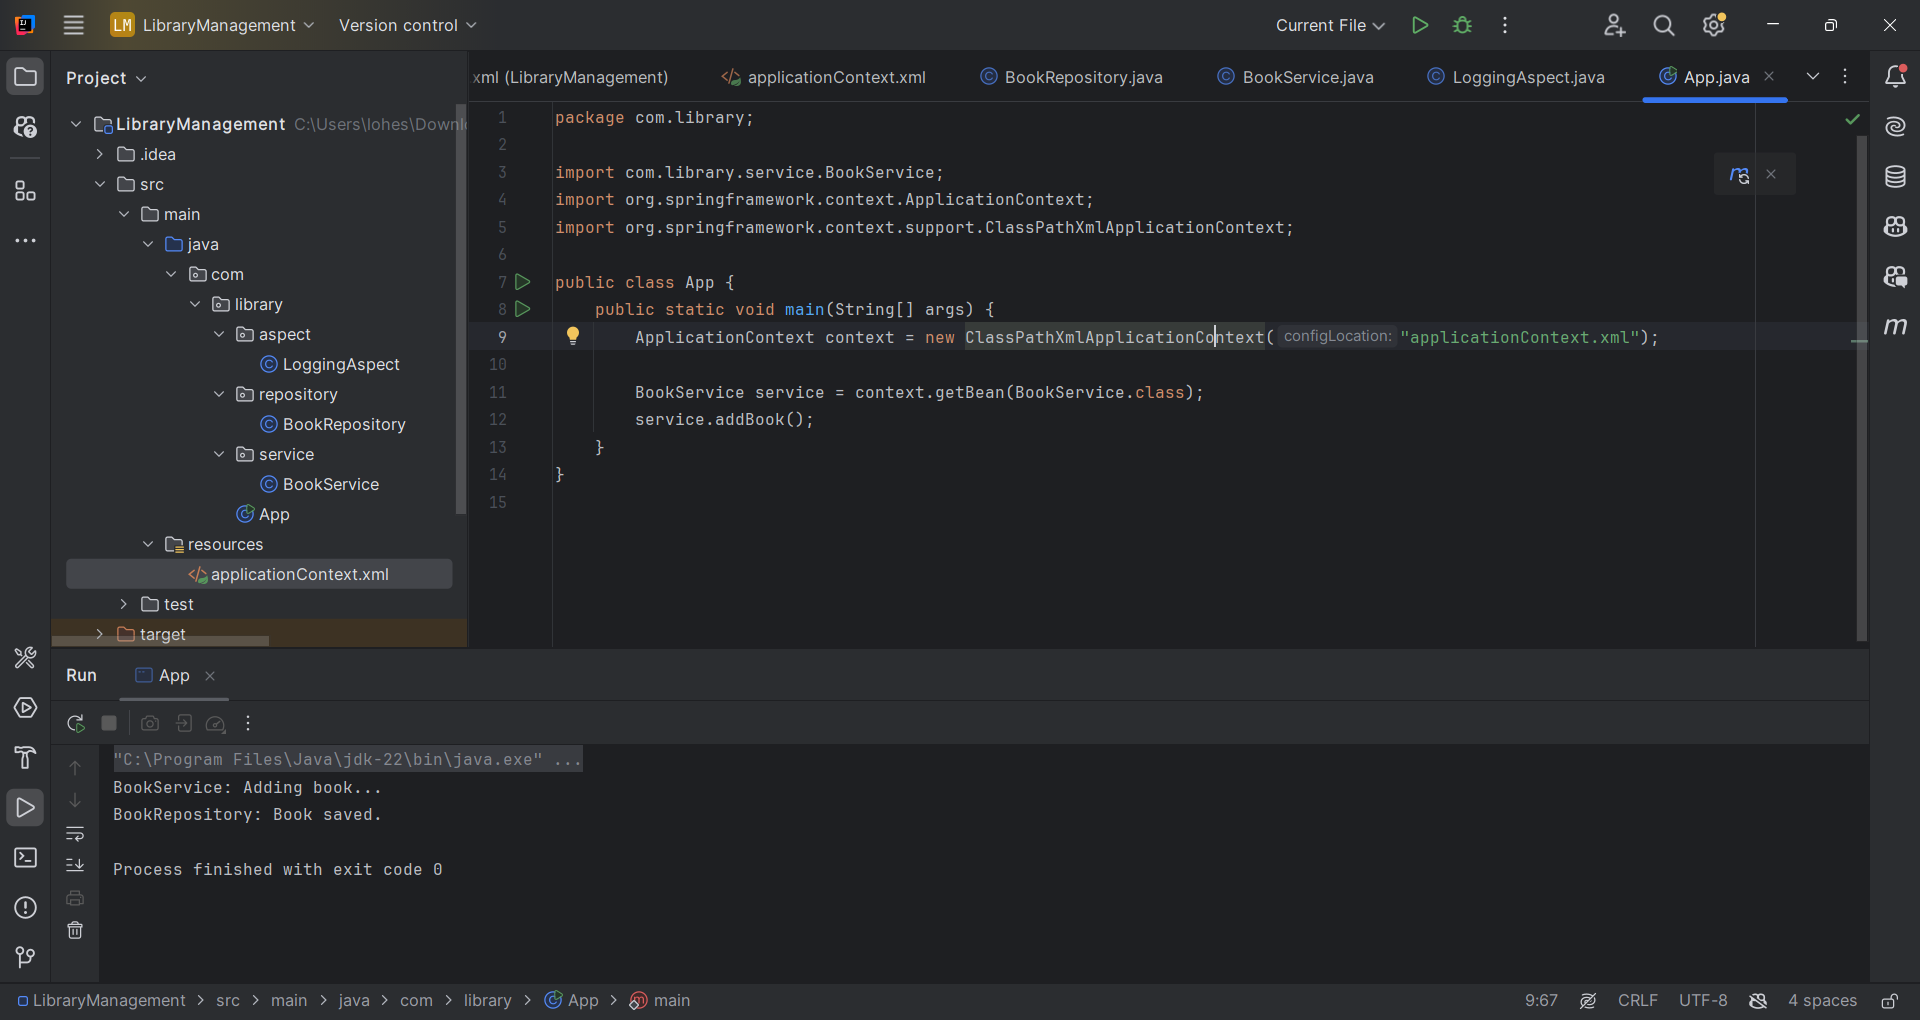 LM LibraryManagement Version control Current File
Project
xml (LibraryManagement) applicationContext.xml BookRepository.java BookService.java LoggingAspect.java App.java
LibraryManagement C:\Users\lohes\Downl
.idea
src
main
java
com
library
aspect
LoggingAspect
repository
BookRepository
service
BookService
App
resources
applicationContext.xml
test
target
1 package com.library;
2
3 import com.library.service.BookService;
4 import org.springframework.context.ApplicationContext;
5 import org.springframework.context.support.ClassPathXmlApplicationContext;
6
7 public class App {
8 public static void main(String[] args) {
9 ApplicationContext context = new ClassPathXmlApplicationContext( configLocation: "applicationContext.xml");
10
11 BookService service = context.getBean(BookService.class);
12 service.addBook();
13 }
14 }
15
Run App
"C:\Program Files\Java\jdk-22\bin\java.exe" ...
BookService: Adding book...
BookRepository: Book saved.
Process finished with exit code 0
LibraryManagement > src > main > java > com > library > App > main 9:67 CRLF UTF-8 4 spaces